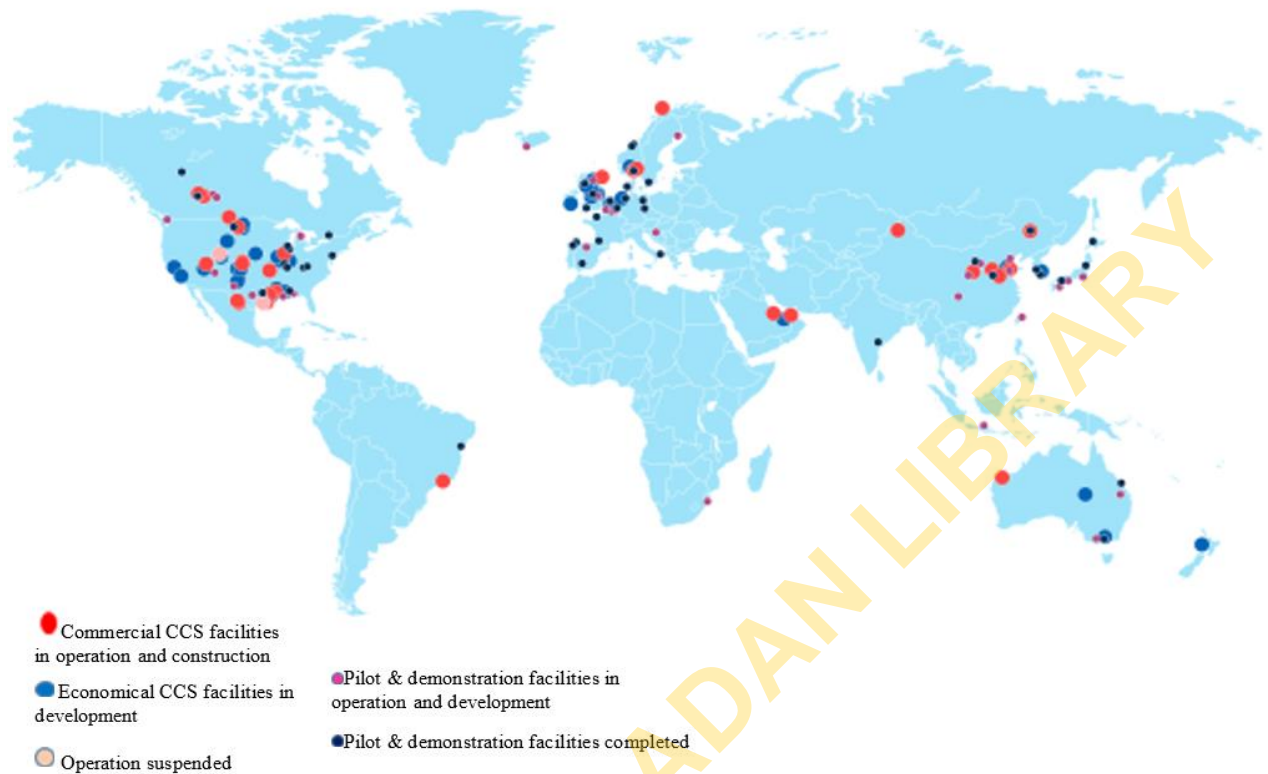 Commercial CCS facilities
in operation and construction
Economical CCS facilities in
development
Operation suspended
Pilot & demonstration facilities in
operation and development
Pilot & demonstration facilities completed
ADAN LIBRARY